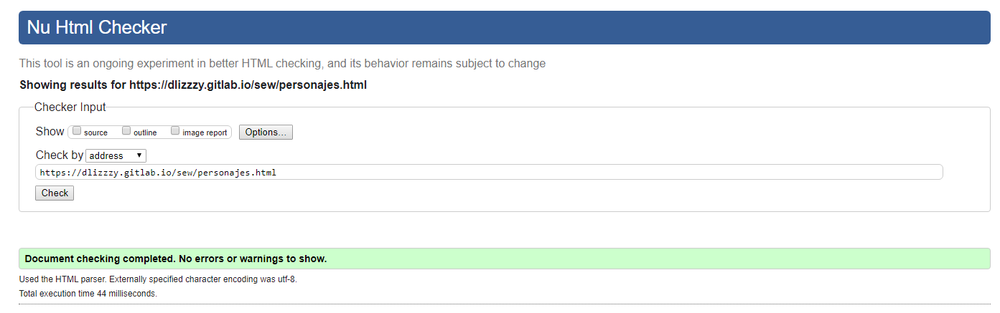 Nu Html Checker
This tool is an ongoing experiment in better HTML checking, and its behavior remains subject to change
Showing results for https://dlizzzy.gitlab.io/sew/personajes.html
Checker Input
Show source outline image report Options...
Check by address
https://dlizzzy.gitlab.io/sew/personajes.html
Check
Document checking completed. No errors or warnings to show.
Used the HTML parser. Externally specified character encoding was utf-8.
Total execution time 44 milliseconds.